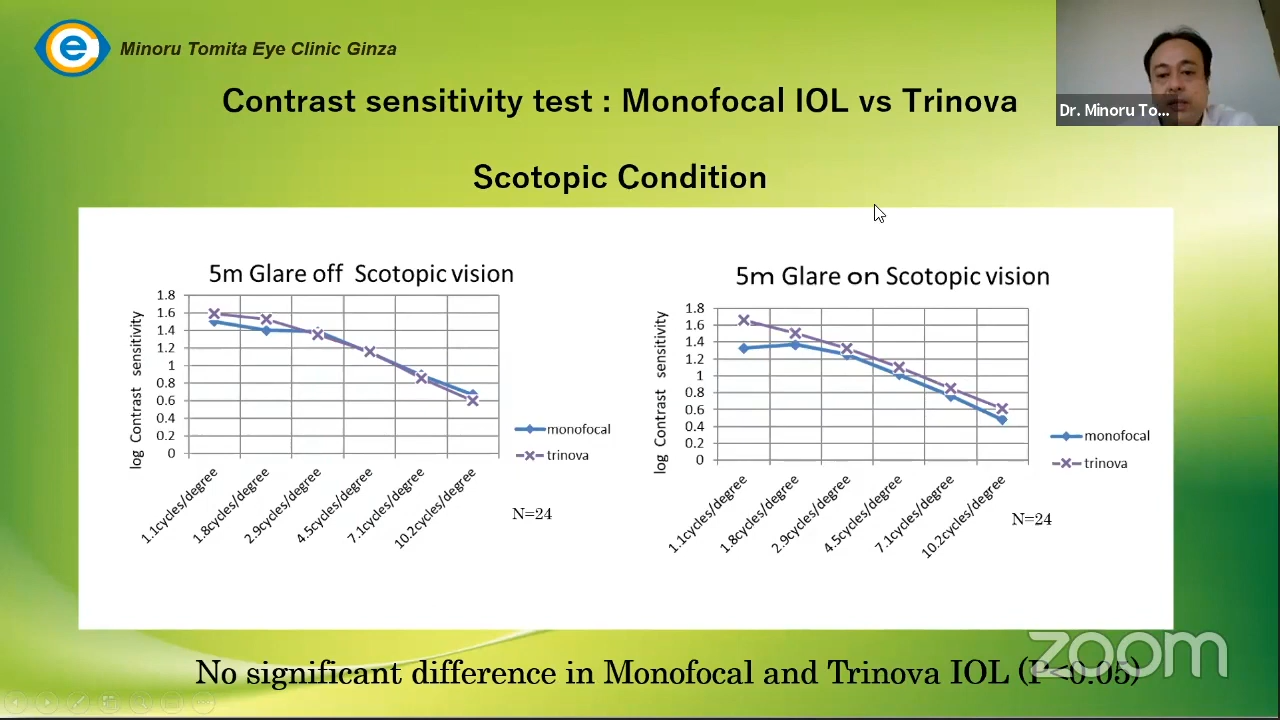 e Minoru Tomita Eye Clinic Ginza
Dr. Minoru To...
Contrast sensitivity test : Monofocal IOL vs Trinova
Scotopic Condition
5m Glare off Scotopic vision
log Contrast sensitivity
1.8
1.6
1.4
1.2
1
0.8
0.6
0.4
0.2
0
1.1cycles/degree
1.8cycles/degree
2.9cycles/degree
4.5cycles/degree
7.1cycles/degree
10.2cycles/degree
monofocal
trinova
N=24
5m Glare on Scotopic vision
log Contrast sensitivity
1.8
1.6
1.4
1.2
1
0.8
0.6
0.4
0.2
0
1.1cycles/degree
1.8cycles/degree
2.9cycles/degree
4.5cycles/degree
7.1cycles/degree
10.2cycles/degree
monofocal
trinova
N=24
No significant difference in Monofocal and Trinova IOL (P<0.05)
zoom